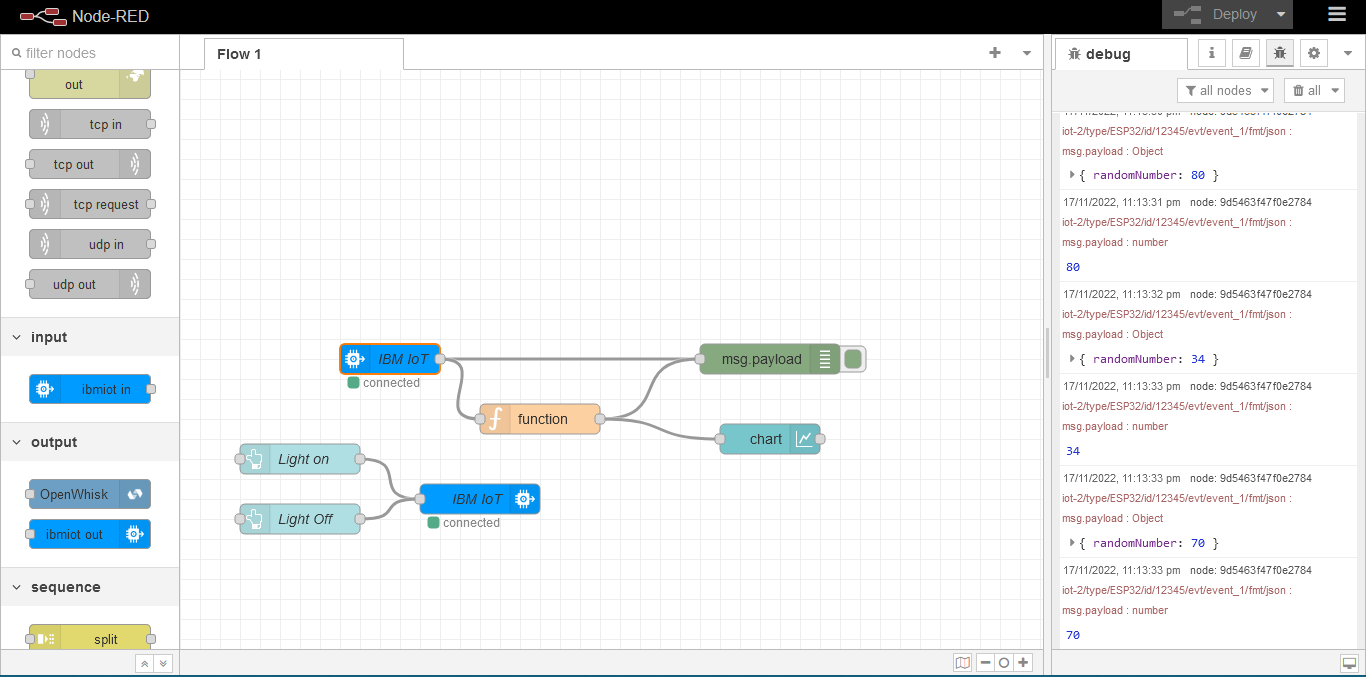 Node-RED
Deploy
filter nodes
out
tcp in
tcp out
tcp request
udp in
udp out
input
ibmiot in
output
OpenWhisk
ibmiot out
sequence
split
Flow 1
IBM IoT
connected
msg.payload
function
chart
Light on
Light Off
IBM IoT
connected
debug
all nodes
all
17/11/2022, 11:13:30 pm node: 9d5463f47f0e2784
iot-2/type/ESP32/id/12345/evt/event_1/fmt/json :
msg.payload : Object
{ randomNumber: 80 }
17/11/2022, 11:13:31 pm node: 9d5463f47f0e2784
iot-2/type/ESP32/id/12345/evt/event_1/fmt/json :
msg.payload : number
80
17/11/2022, 11:13:32 pm node: 9d5463f47f0e2784
iot-2/type/ESP32/id/12345/evt/event_1/fmt/json :
msg.payload : Object
{ randomNumber: 34 }
17/11/2022, 11:13:33 pm node: 9d5463f47f0e2784
iot-2/type/ESP32/id/12345/evt/event_1/fmt/json :
msg.payload : number
34
17/11/2022, 11:13:33 pm node: 9d5463f47f0e2784
iot-2/type/ESP32/id/12345/evt/event_1/fmt/json :
msg.payload : Object
{ randomNumber: 70 }
17/11/2022, 11:13:33 pm node: 9d5463f47f0e2784
iot-2/type/ESP32/id/12345/evt/event_1/fmt/json :
msg.payload : number
70